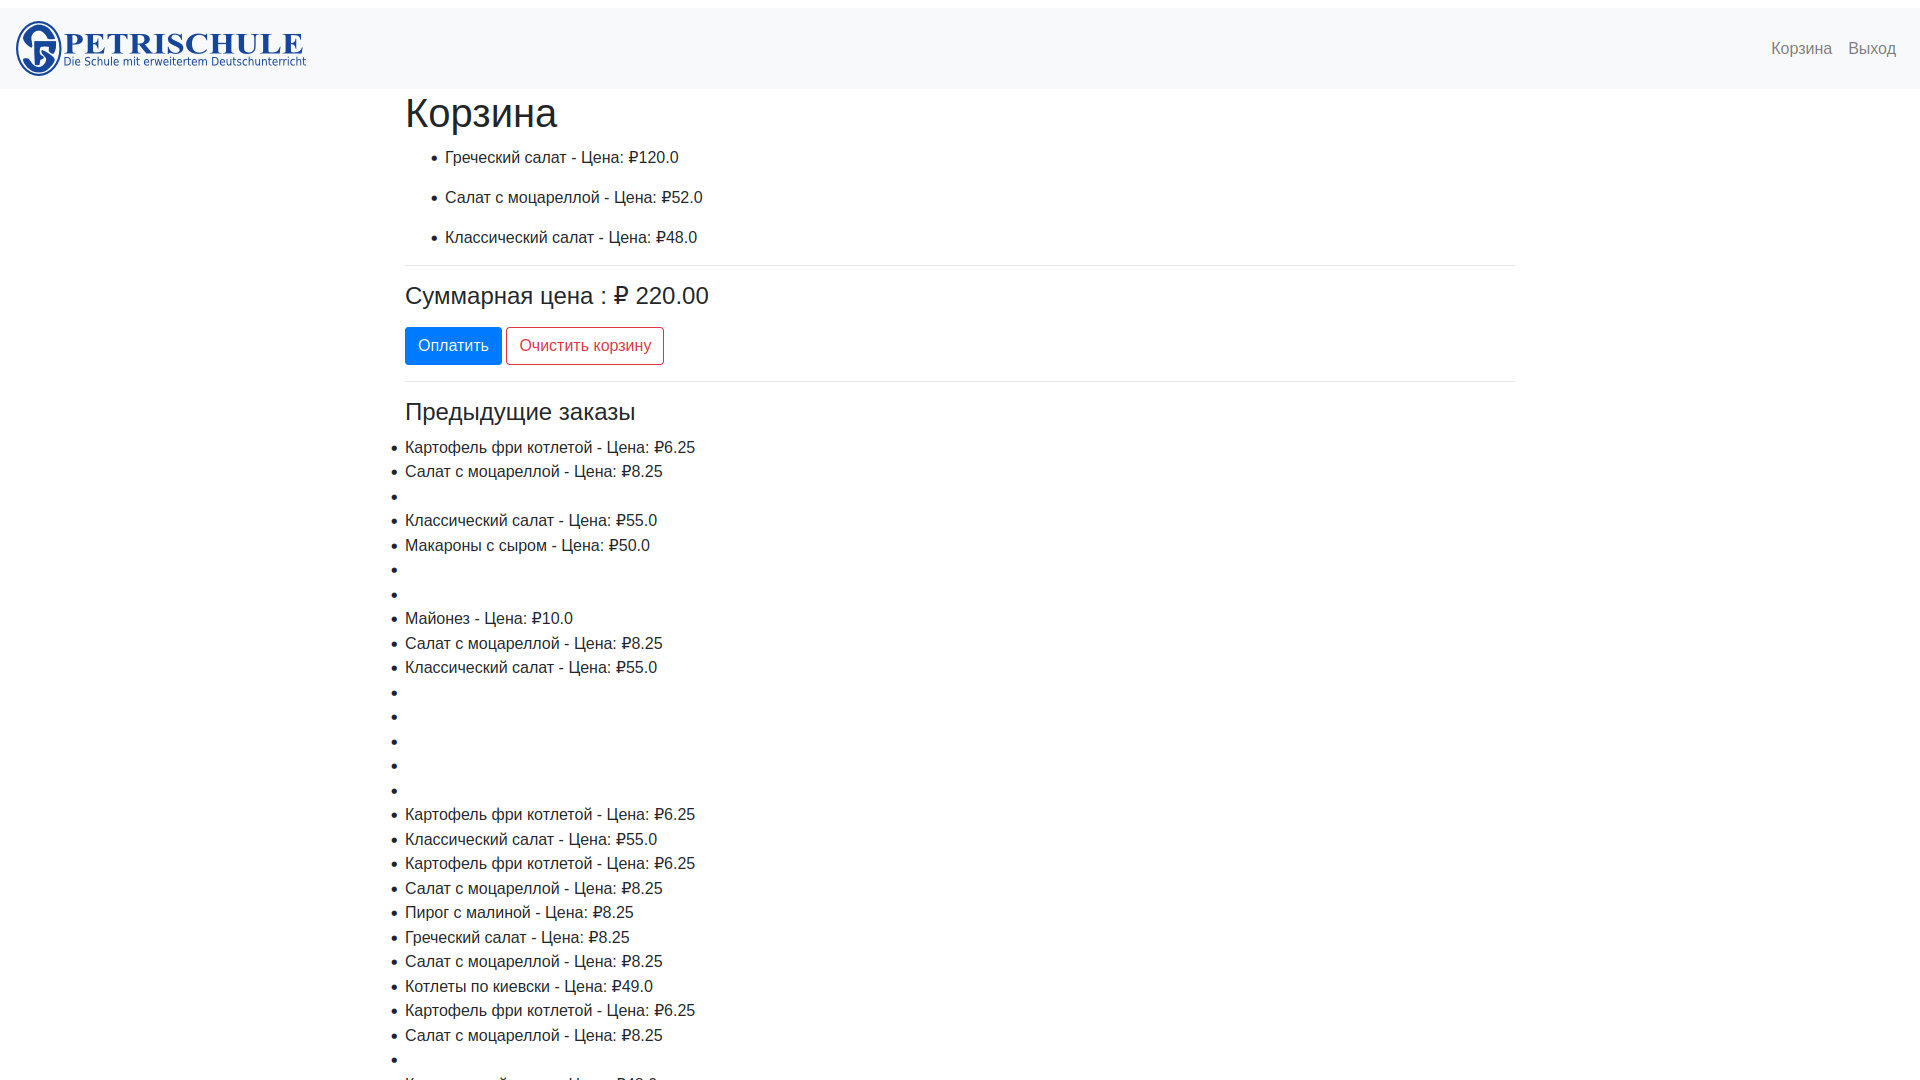 PETRISCHULE
Die Schule mit erweitertem Deutschunterricht
Корзина Выход
Корзина
Греческий салат - Цена: ₽120.0
Салат с моцареллой - Цена: ₽52.0
Классический салат - Цена: ₽48.0
Суммарная цена : ₽ 220.00
Оплатить Очистить корзину
Предыдущие заказы
Картофель фри котлетой - Цена: ₽6.25
Салат с моцареллой - Цена: ₽8.25
Классический салат - Цена: ₽55.0
Макароны с сыром - Цена: ₽50.0
Майонез - Цена: ₽10.0
Салат с моцареллой - Цена: ₽8.25
Классический салат - Цена: ₽55.0
Картофель фри котлетой - Цена: ₽6.25
Классический салат - Цена: ₽55.0
Картофель фри котлетой - Цена: ₽6.25
Салат с моцареллой - Цена: ₽8.25
Пирог с малиной - Цена: ₽8.25
Греческий салат - Цена: ₽8.25
Салат с моцареллой - Цена: ₽8.25
Котлеты по киевски - Цена: ₽49.0
Картофель фри котлетой - Цена: ₽6.25
Салат с моцареллой - Цена: ₽8.25